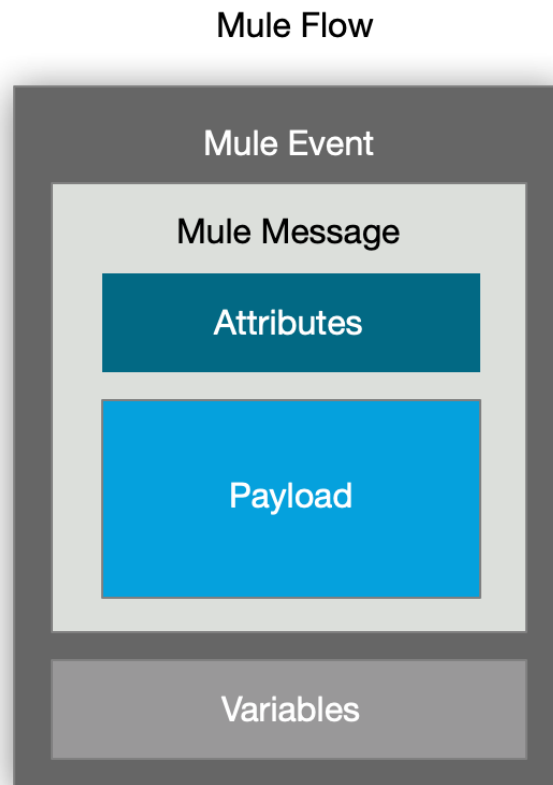 Mule Flow
Mule Event
Mule Message
Attributes
Payload
Variables